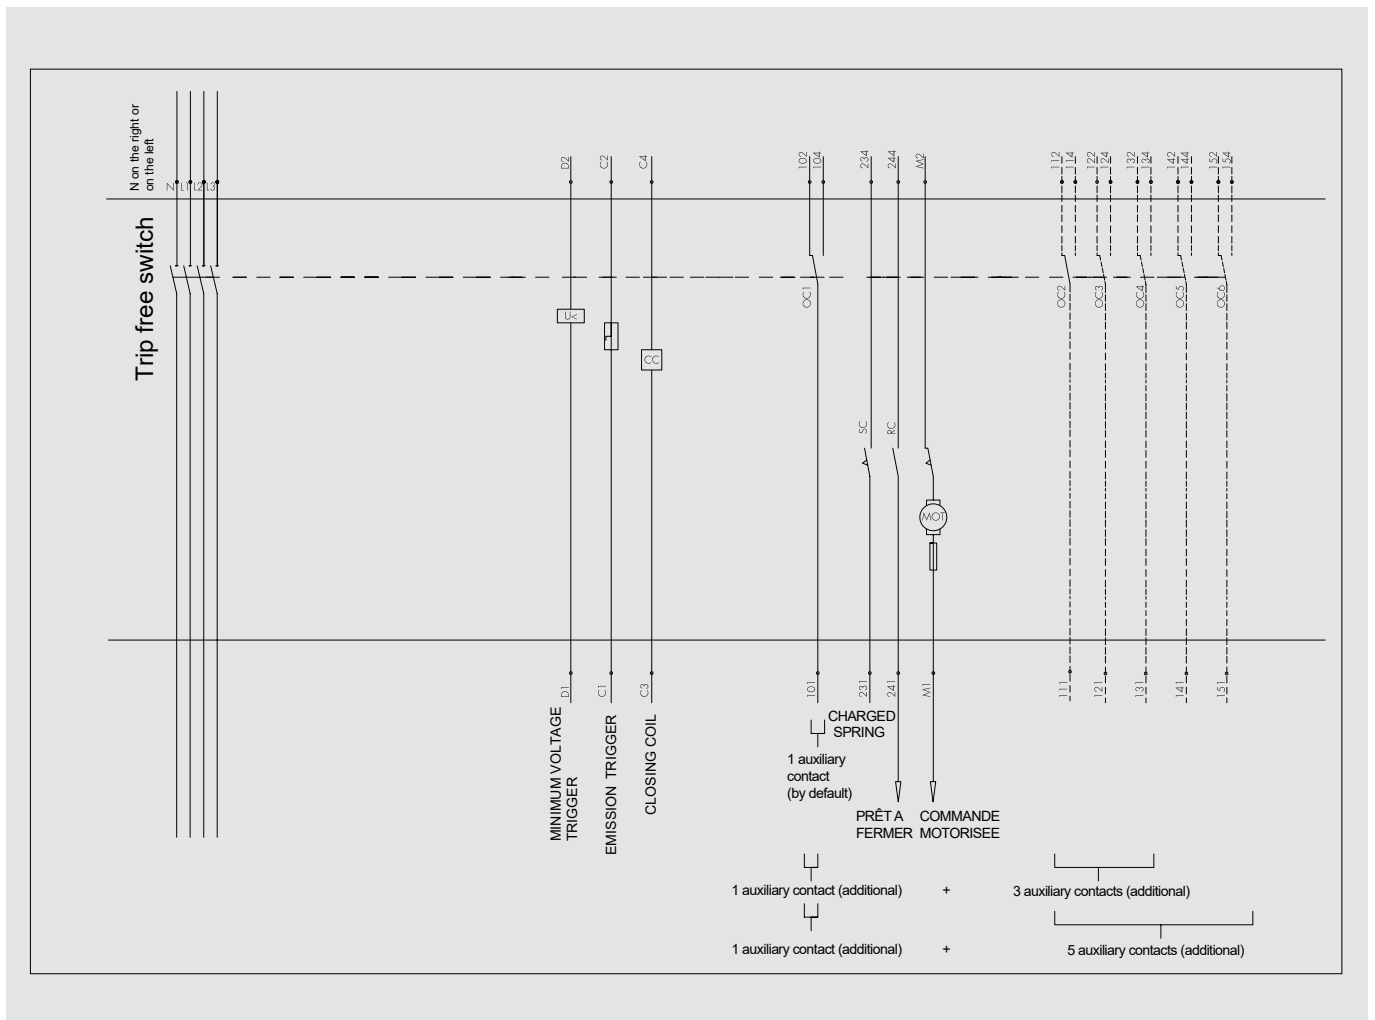 N on the right or
on the left
N L1 L2 L3
D2
C2
C4
102
104
234
244
M2
112
114
122
124
132
134
142
144
152
154
Trip free switch
OC1
OC2
OC3
OC4
OC5
OC6
U<
CC
SC
RC
MOT
D1
C1
C3
101
231
241
M1
111
121
131
141
151
MINIMUM VOLTAGE
TRIGGER
EMISSION TRIGGER
CLOSING COIL
CHARGED
SPRING
1 auxiliary
contact
(by default)
PRÊT A
FERMER
COMMANDE
MOTORISEE
1 auxiliary contact (additional) + 3 auxiliary contacts (additional)
1 auxiliary contact (additional) + 5 auxiliary contacts (additional)